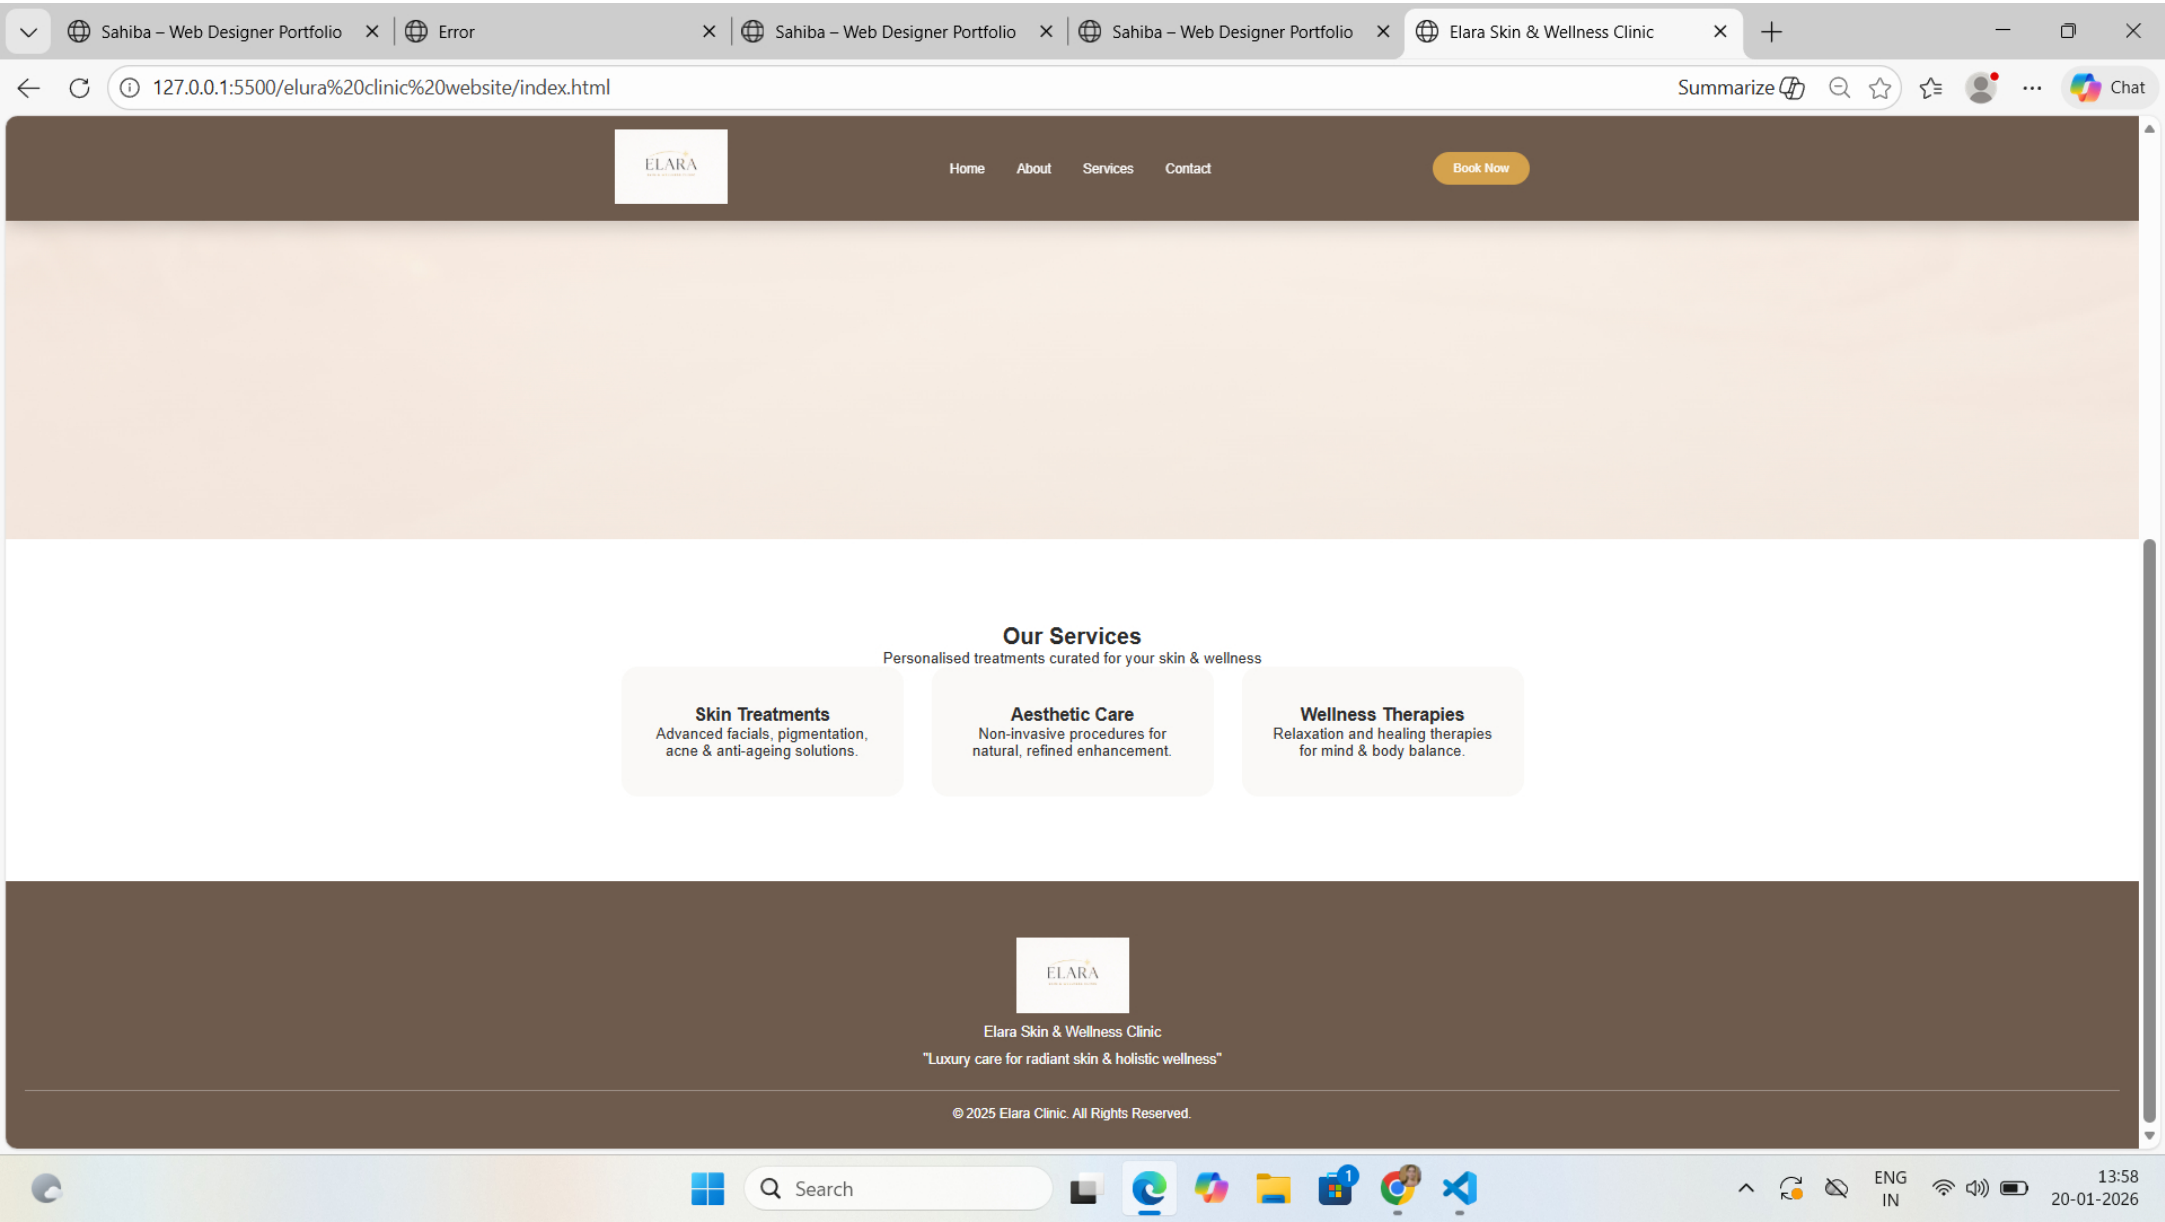 Sahiba – Web Designer Portfolio
Error
Sahiba – Web Designer Portfolio
Sahiba – Web Designer Portfolio
Elara Skin & Wellness Clinic
127.0.0.1:5500/elura%20clinic%20website/index.html
Summarize
Chat
ELARA
Home
About
Services
Contact
Book Now
Our Services
Personalised treatments curated for your skin & wellness
Skin Treatments
Advanced facials, pigmentation,
acne & anti-ageing solutions.
Aesthetic Care
Non-invasive procedures for
natural, refined enhancement.
Wellness Therapies
Relaxation and healing therapies
for mind & body balance.
ELARA
Elara Skin & Wellness Clinic
"Luxury care for radiant skin & holistic wellness"
© 2025 Elara Clinic. All Rights Reserved.
Search
1
ENG
IN
13:58
20-01-2026